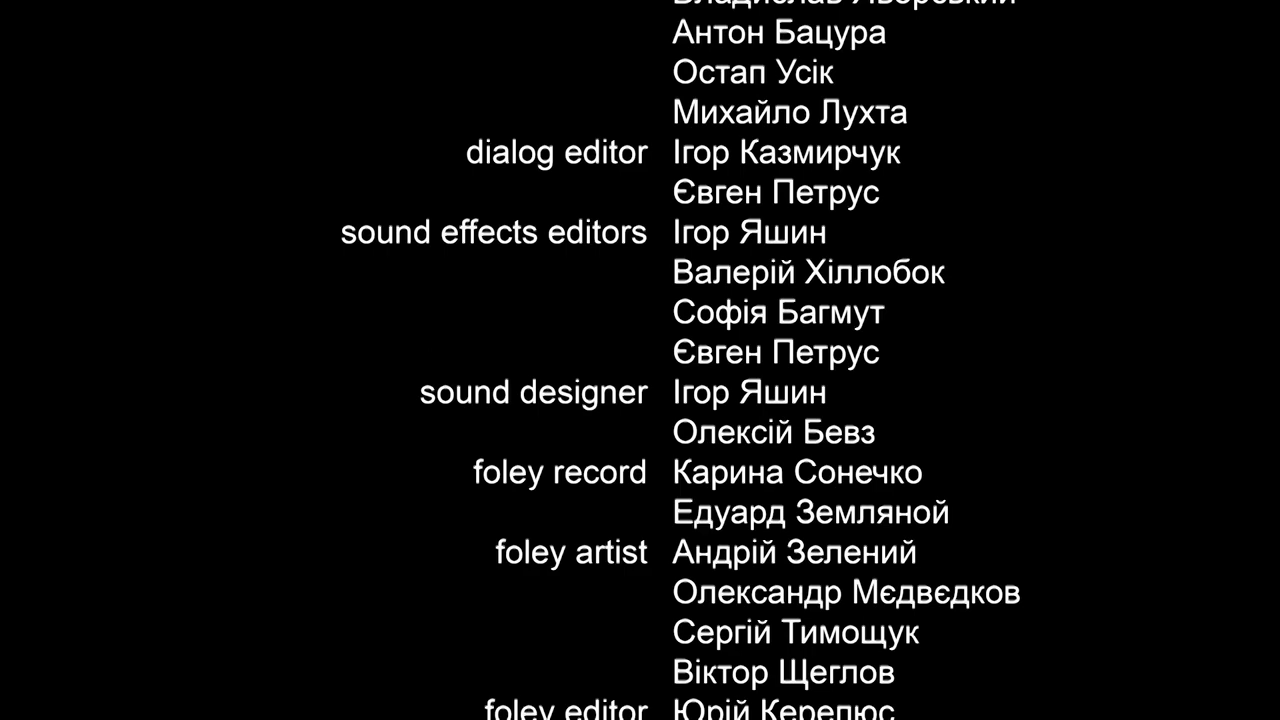 Владислав Яворський
Антон Бацура
Остап Усік
Михайло Лухта
dialog editor Ігор Казмирчук
Євген Петрус
sound effects editors Ігор Яшин
Валерій Хіллобок
Софія Багмут
Євген Петрус
sound designer Ігор Яшин
Олексій Бевз
foley record Карина Сонечко
Едуард Земляной
foley artist Андрій Зелений
Олександр Мєдвєдков
Сергій Тимощук
Віктор Щеглов
foley editor Юрій